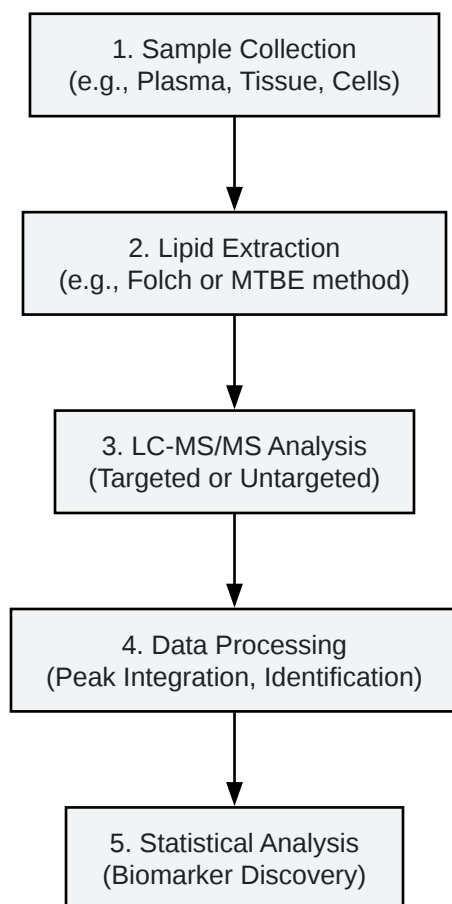 1. Sample Collection
(e.g., Plasma, Tissue, Cells)
2. Lipid Extraction
(e.g., Folch or MTBE method)
3. LC-MS/MS Analysis
(Targeted or Untargeted)
4. Data Processing
(Peak Integration, Identification)
5. Statistical Analysis
(Biomarker Discovery)